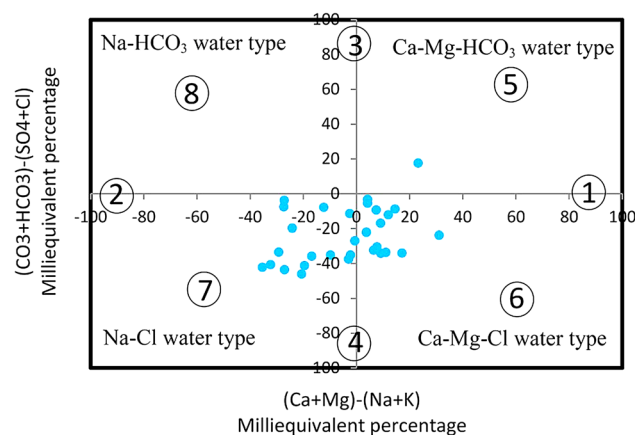 100
Na-HCO₃ water type
3
Ca-Mg-HCO₃ water type
80
8
60
5
40
20
2
0
1
-100 -80 -60 -40 -20 0 20 40 60 80 100
-20
-40
7
-60
6
Na-Cl water type
-80
4
Ca-Mg-Cl water type
-100
(CO3+HCO3)-(SO4+Cl)
Milliequivalent percentage
(Ca+Mg)-(Na+K)
Milliequivalent percentage